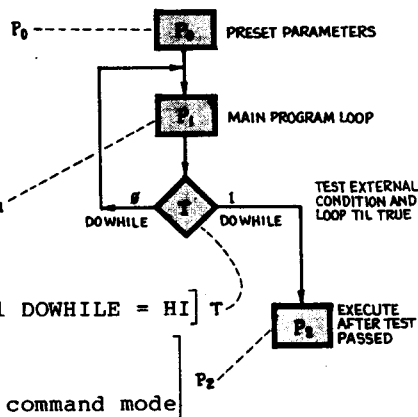 P0 P0 PRESET PARAMETERS
P1 MAIN PROGRAM LOOP
0 T 1
DOWHILE DOWHILE
TEST EXTERNAL
CONDITION AND
LOOP TIL TRUE
DOWHILE = HI] T
P2 EXECUTE
AFTER TEST
PASSED
P2
command mode